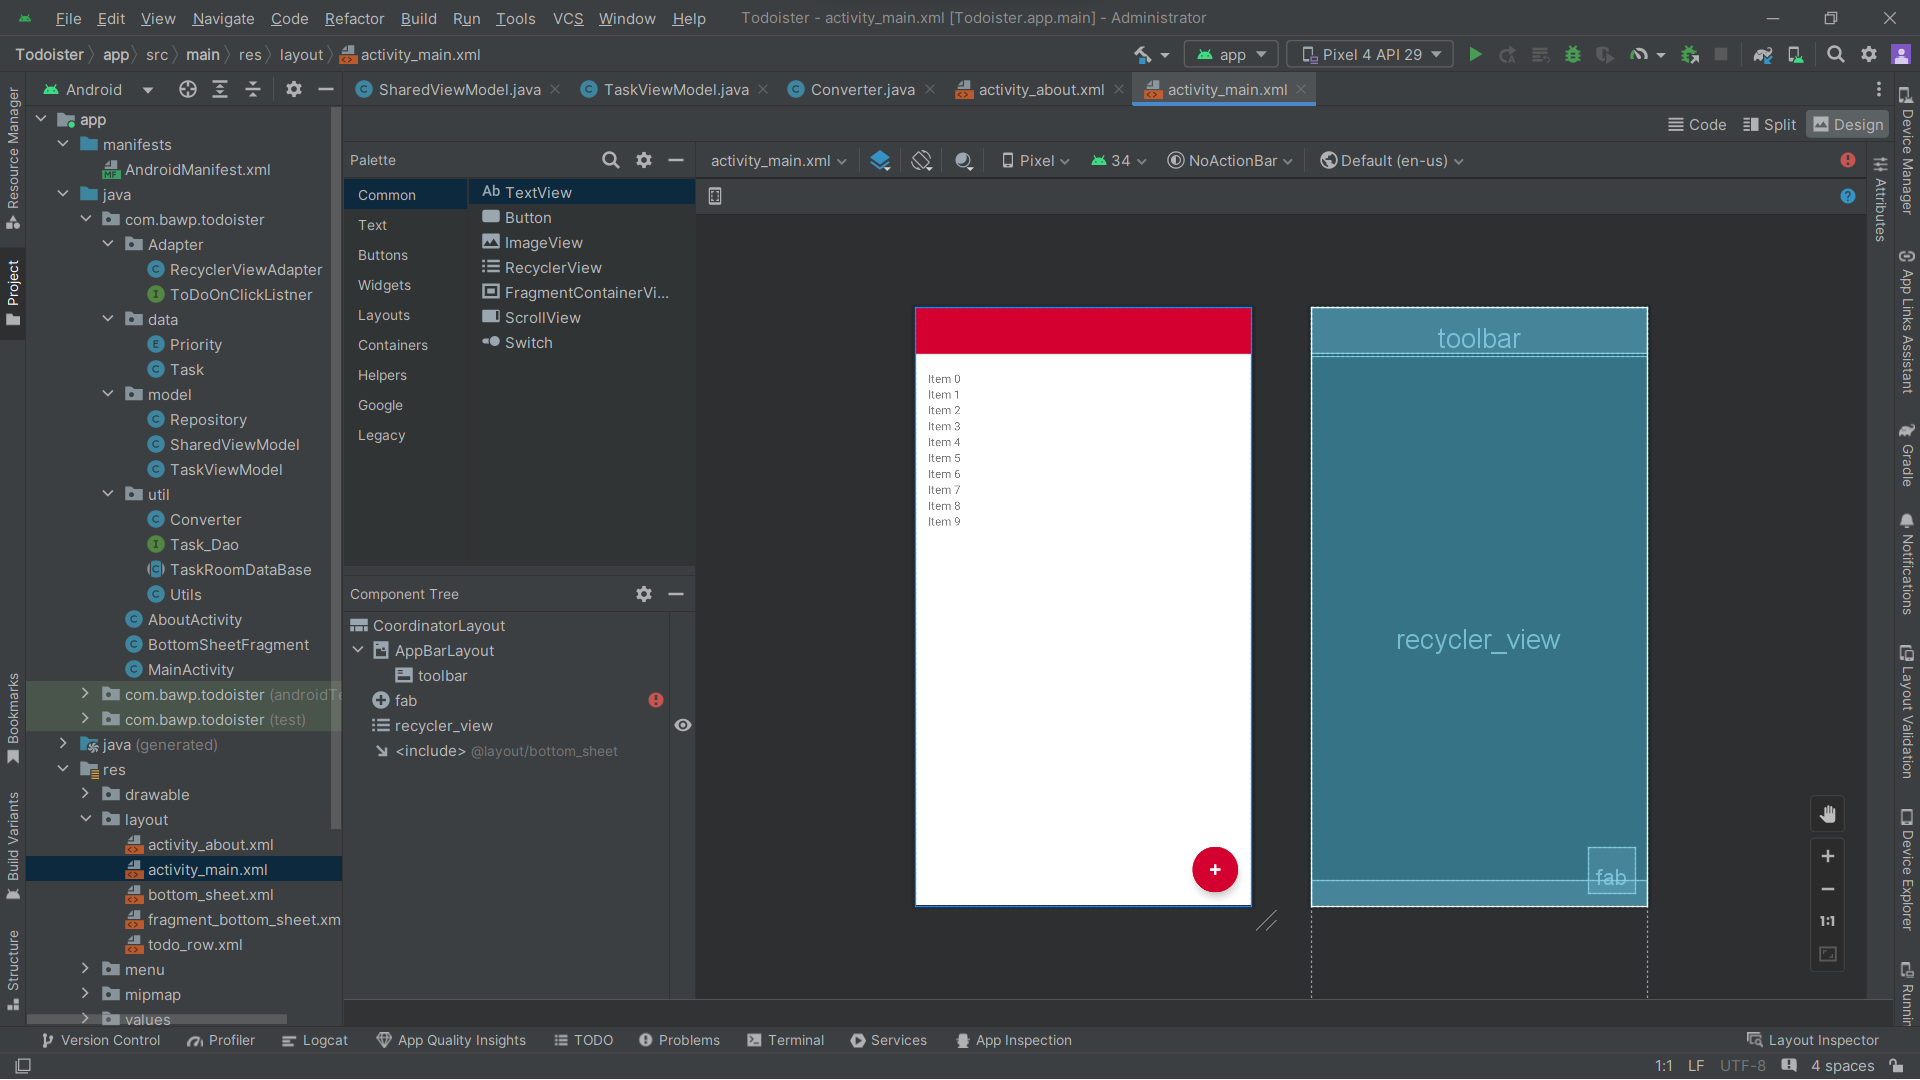 File Edit View Navigate Code Refactor Build Run Tools VCS Window Help Todoister - activity_main.xml [Todoister.app.main] - Administrator
Todoister app src main res layout activity_main.xml app Pixel 4 API 29
Android SharedViewModel.java TaskViewModel.java Converter.java activity_about.xml activity_main.xml
Code Split Design
Palette activity_main.xml Pixel 34 NoActionBar Default (en-us)
Resource Manager
Project
Bookmarks
Build Variants
Structure
app
manifests
AndroidManifest.xml
java
com.bawp.todoister
Adapter
RecyclerViewAdapter
ToDoOnClickListner
data
Priority
Task
model
Repository
SharedViewModel
TaskViewModel
util
Converter
Task_Dao
TaskRoomDataBase
Utils
AboutActivity
BottomSheetFragment
MainActivity
com.bawp.todoister (androidTe
com.bawp.todoister (test)
java (generated)
res
drawable
layout
activity_about.xml
activity_main.xml
bottom_sheet.xml
fragment_bottom_sheet.xm
todo_row.xml
menu
mipmap
values
Common
Text
Buttons
Widgets
Layouts
Containers
Helpers
Google
Legacy
Ab TextView
Button
ImageView
RecyclerView
FragmentContainerVi...
ScrollView
Switch
Component Tree
CoordinatorLayout
AppBarLayout
toolbar
fab
recycler_view
<include> @layout/bottom_sheet
Item 0
Item 1
Item 2
Item 3
Item 4
Item 5
Item 6
Item 7
Item 8
Item 9
toolbar
recycler_view
fab
1:1
Attributes
Device Manager
App Links Assistant
Gradle
Notifications
Layout Validation
Device Explorer
Runnin
Version Control Profiler Logcat App Quality Insights TODO Problems Terminal Services App Inspection Layout Inspector
1:1 LF UTF-8 4 spaces